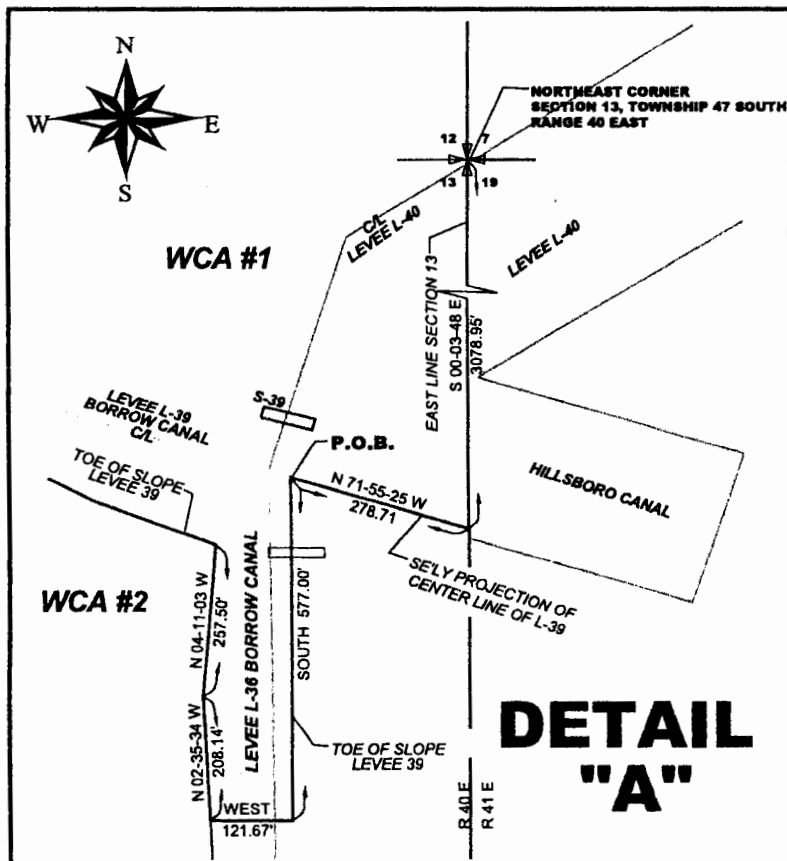 N
W
E
S
NORTHEAST CORNER
SECTION 13, TOWNSHIP 47 SOUTH
RANGE 40 EAST
12
7
13
19
C/L
LEVEE L-40
WCA #1
LEVEE L-40
EAST LINE SECTION 13
S 00-03-48 E
3078.95'
LEVEE L-39
BORROW CANAL
C/L
S-39
TOE OF SLOPE
LEVEE 39
P.O.B.
N 71-55-25 W
278.71
HILLSBORO CANAL
SE'LY PROJECTION OF
CENTER LINE OF L-39
WCA #2
N 04-11-03 W
257.50'
LEVEE L-36 BORROW CANAL
SOUTH 577.00'
N 02-35-34 W
208.14'
TOE OF SLOPE
LEVEE 39
WEST
121.67'
R 40 E
R 41 E
DETAIL
"A"